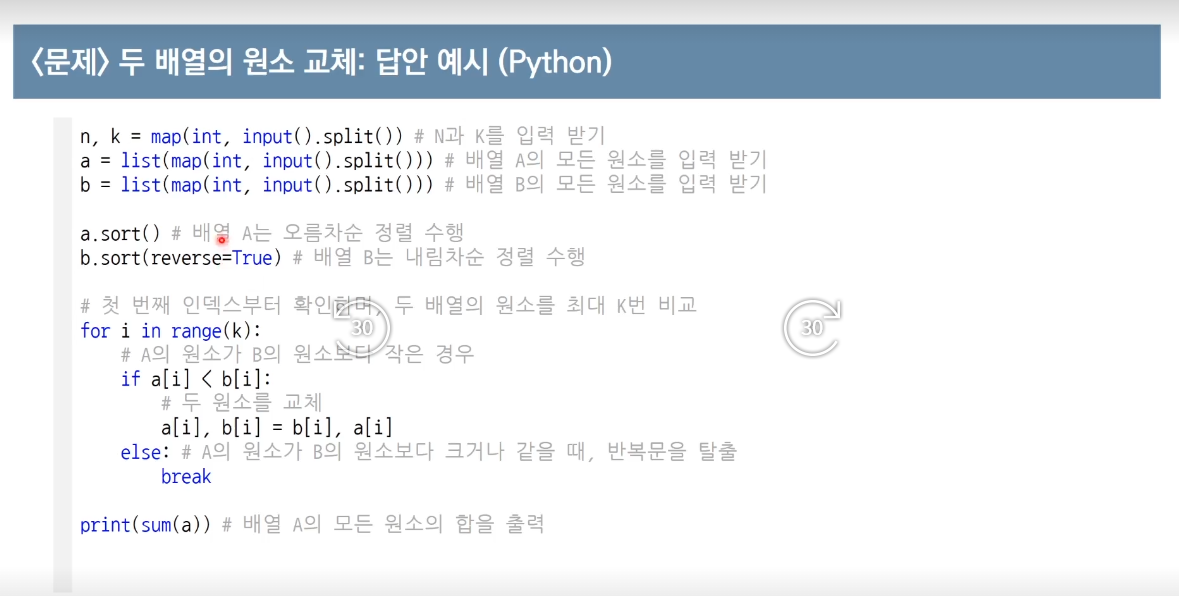 <문제> 두 배열의 원소 교체: 답안 예시 (Python)
n, k = map(int, input().split()) # N과 K를 입력 받기
a = list(map(int, input().split())) # 배열 A의 모든 원소를 입력 받기
b = list(map(int, input().split())) # 배열 B의 모든 원소를 입력 받기
a.sort() # 배열 A는 오름차순 정렬 수행
b.sort(reverse=True) # 배열 B는 내림차순 정렬 수행
# 첫 번째 인덱스부터 확인하며, 두 배열의 원소를 최대 K번 비교
for i in range(k):
30
30
# A의 원소가 B의 원소보다 작은 경우
if a[i] < b[i]:
# 두 원소를 교체
a[i], b[i] = b[i], a[i]
else: # A의 원소가 B의 원소보다 크거나 같을 때, 반복문을 탈출
break
print(sum(a)) # 배열 A의 모든 원소의 합을 출력